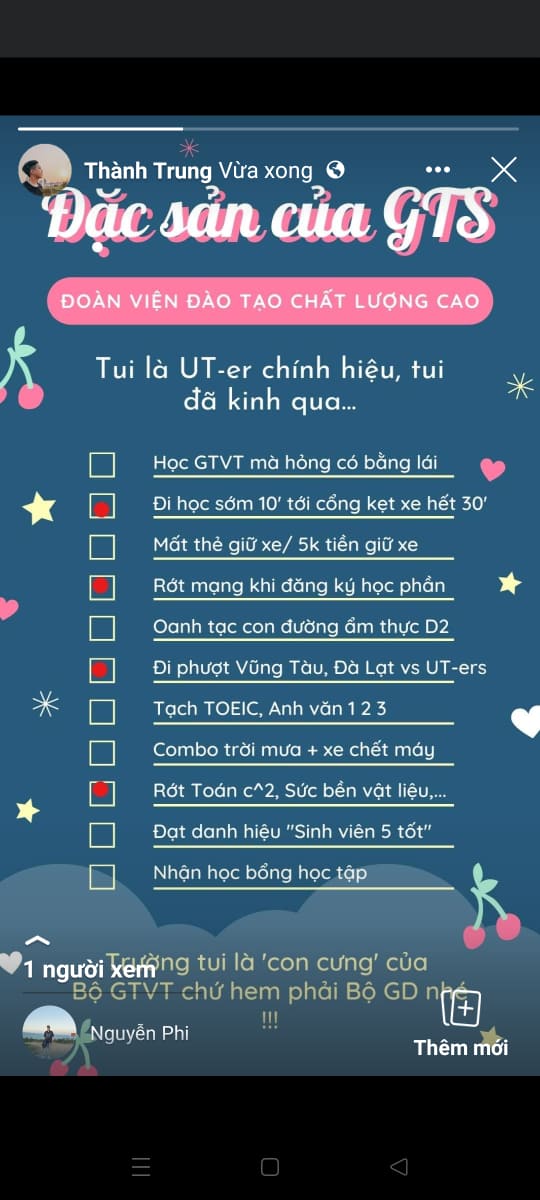 Thành Trung Vừa xong
Đặc sản của GTS
ĐOÀN VIỆN ĐÀO TẠO CHẤT LƯỢNG CAO
Tui là UT-er chính hiệu, tui
đã kinh qua...
Học GTVT mà hỏng có bằng lái
Đi học sớm 10' tới cổng kẹt xe hết 30'
Mất thẻ giữ xe/ 5k tiền giữ xe
Rớt mạng khi đăng ký học phần
Oanh tạc con đường ẩm thực D2
Đi phượt Vũng Tàu, Đà Lạt vs UT-ers
Tạch TOEIC, Anh văn 1 2 3
Combo trời mưa + xe chết máy
Rớt Toán c^2, Sức bền vật liệu,...
Đạt danh hiệu "Sinh viên 5 tốt"
Nhận học bổng học tập
Trường tui là 'con cưng' của
1 người xem
Bộ GTVT chứ hem phải Bộ GD nhé
!!!
Nguyễn Phi
Thêm mới